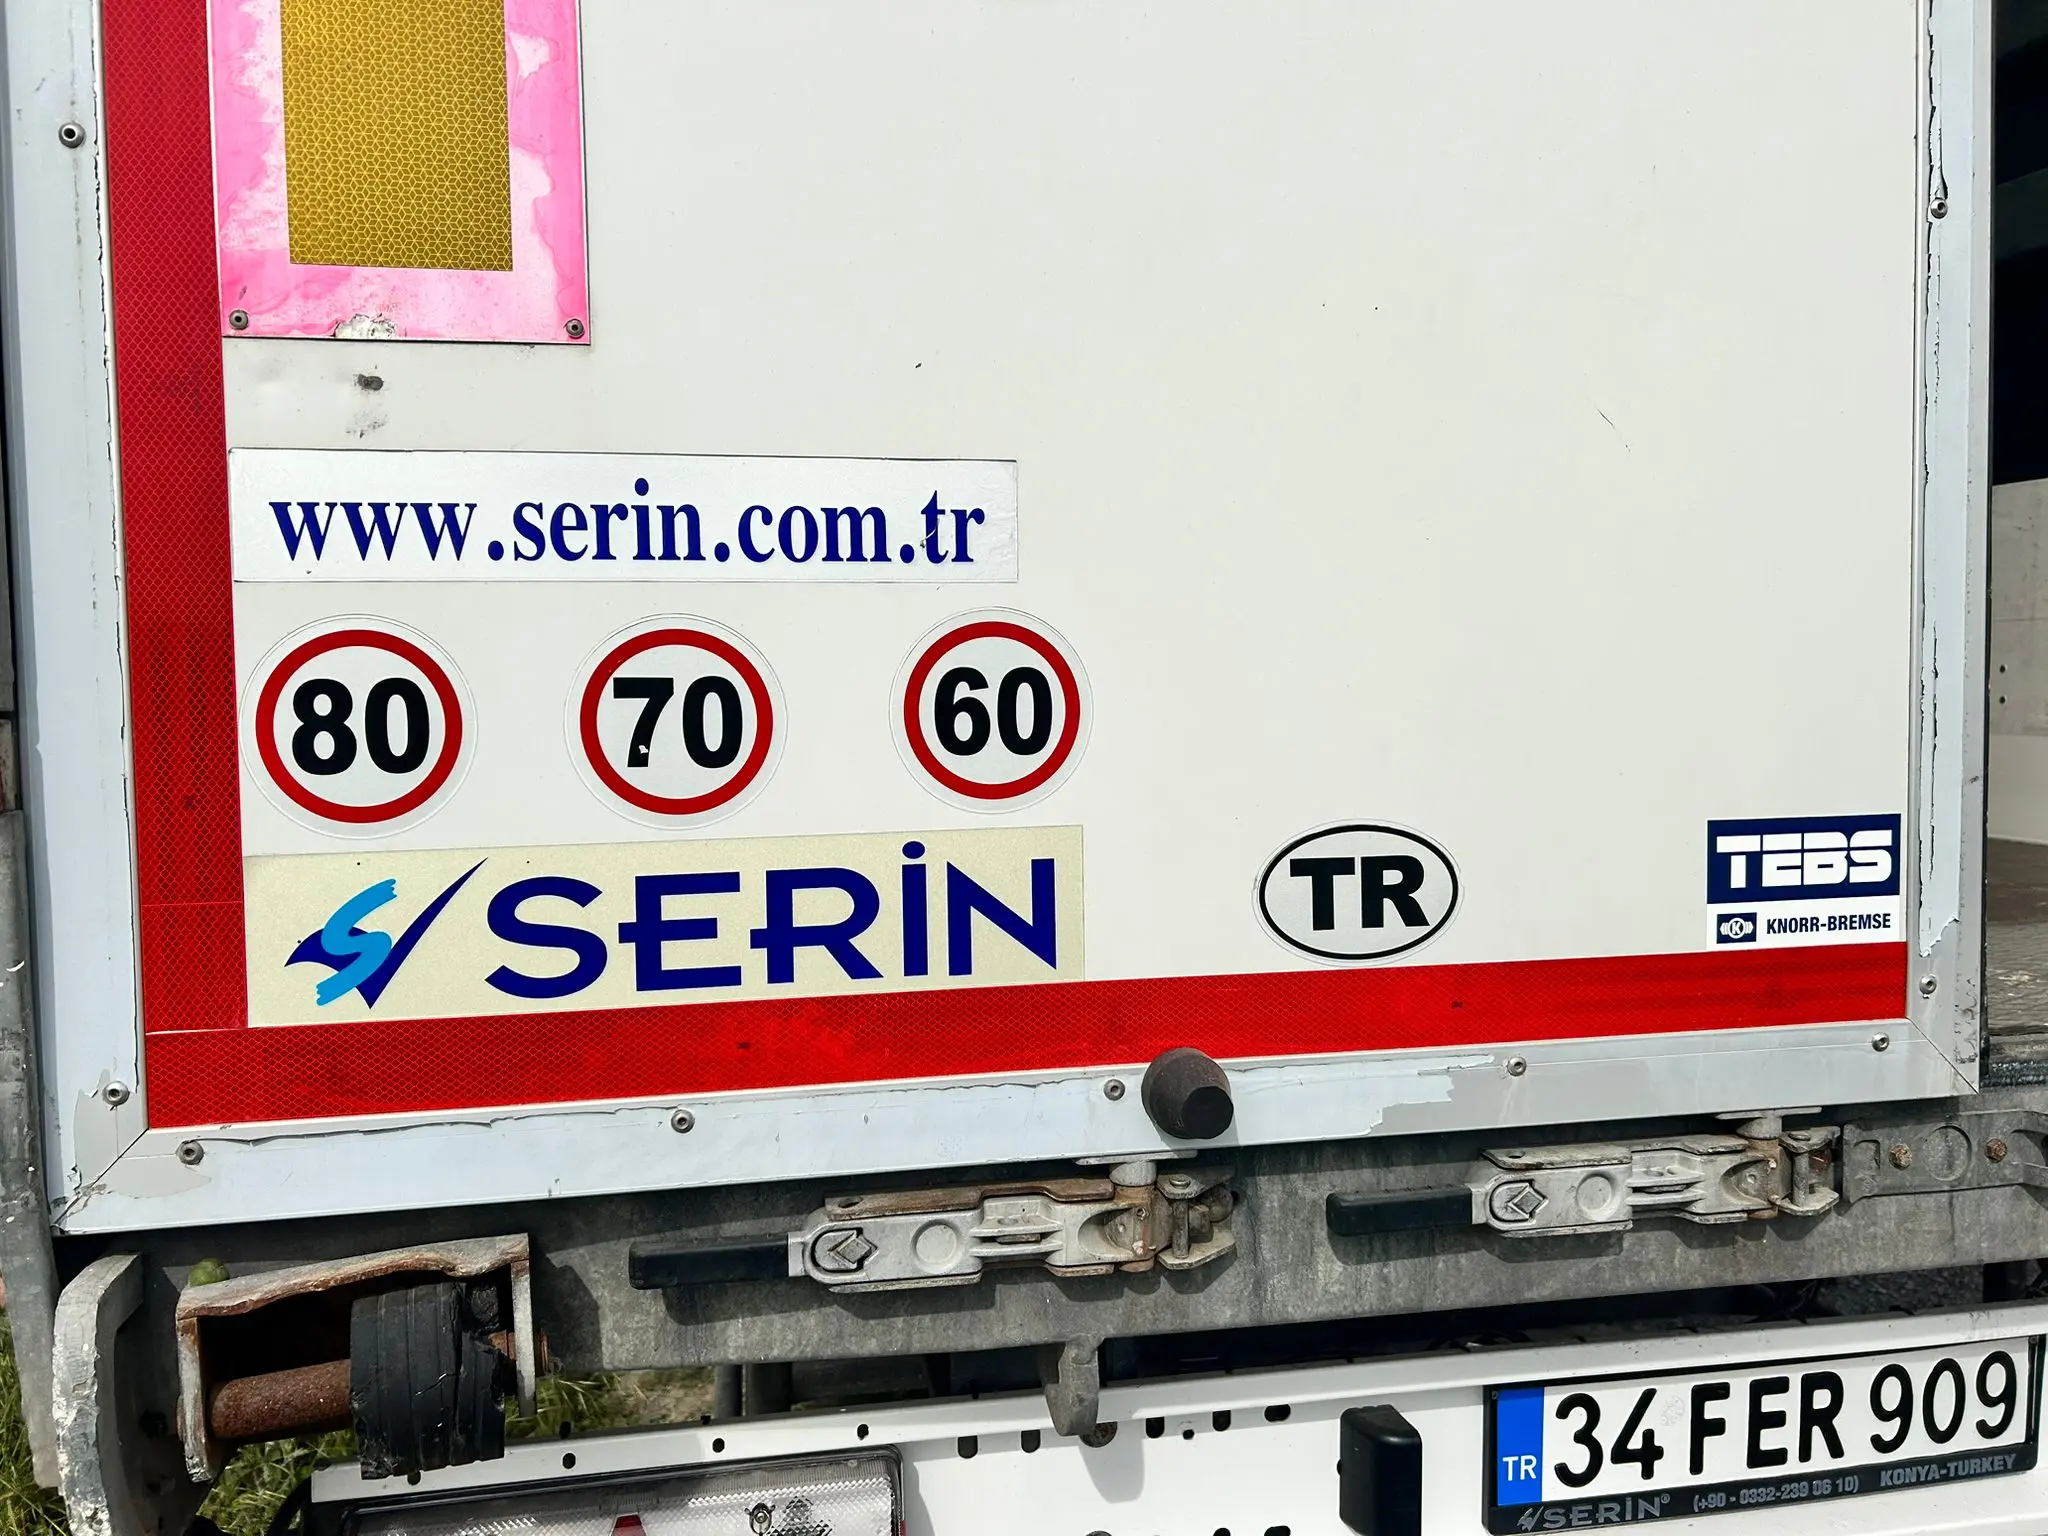 www.serin.com.tr
80 70 60
SERİN
TR
TEBS
KNORR-BREMSE
TR 34 FER 909
SERİN® (+90 - 0332-239 06 10) KONYA-TURKEY